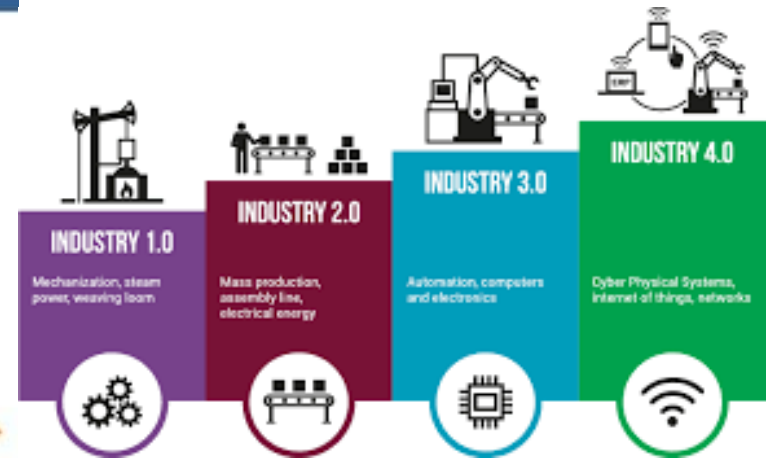 INDUSTRY 1.0
Mechanization, steam
power, weaving loom
INDUSTRY 2.0
Mass production,
assembly line,
electrical energy
INDUSTRY 3.0
Automation, computers
and electronics
ERP
INDUSTRY 4.0
Cyber Physical Systems,
internet of things, networks